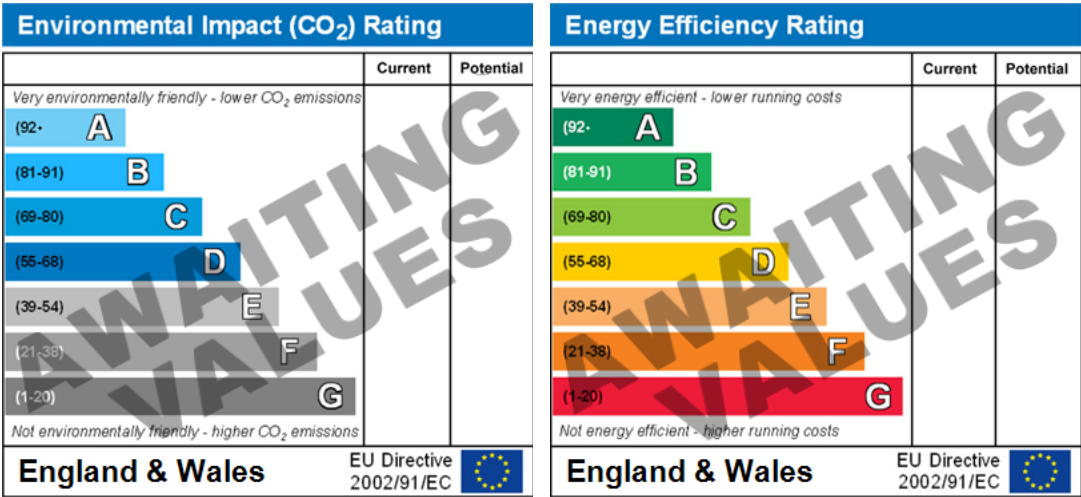 Environmental Impact (CO₂) Rating
Current Potential
Very environmentally friendly - lower CO₂ emissions
(92+ A
(81-91) B
(69-80) C
(55-68) D
(39-54) E
(21-38) F
(1-20) G
Not environmentally friendly - higher CO₂ emissions
England & Wales
EU Directive
2002/91/EC
AWAITING
VALUES
Energy Efficiency Rating
Current Potential
Very energy efficient - lower running costs
(92+ A
(81-91) B
(69-80) C
(55-68) D
(39-54) E
(21-38) F
(1-20) G
Not energy efficient - higher running costs
England & Wales
EU Directive
2002/91/EC
AWAITING
VALUES